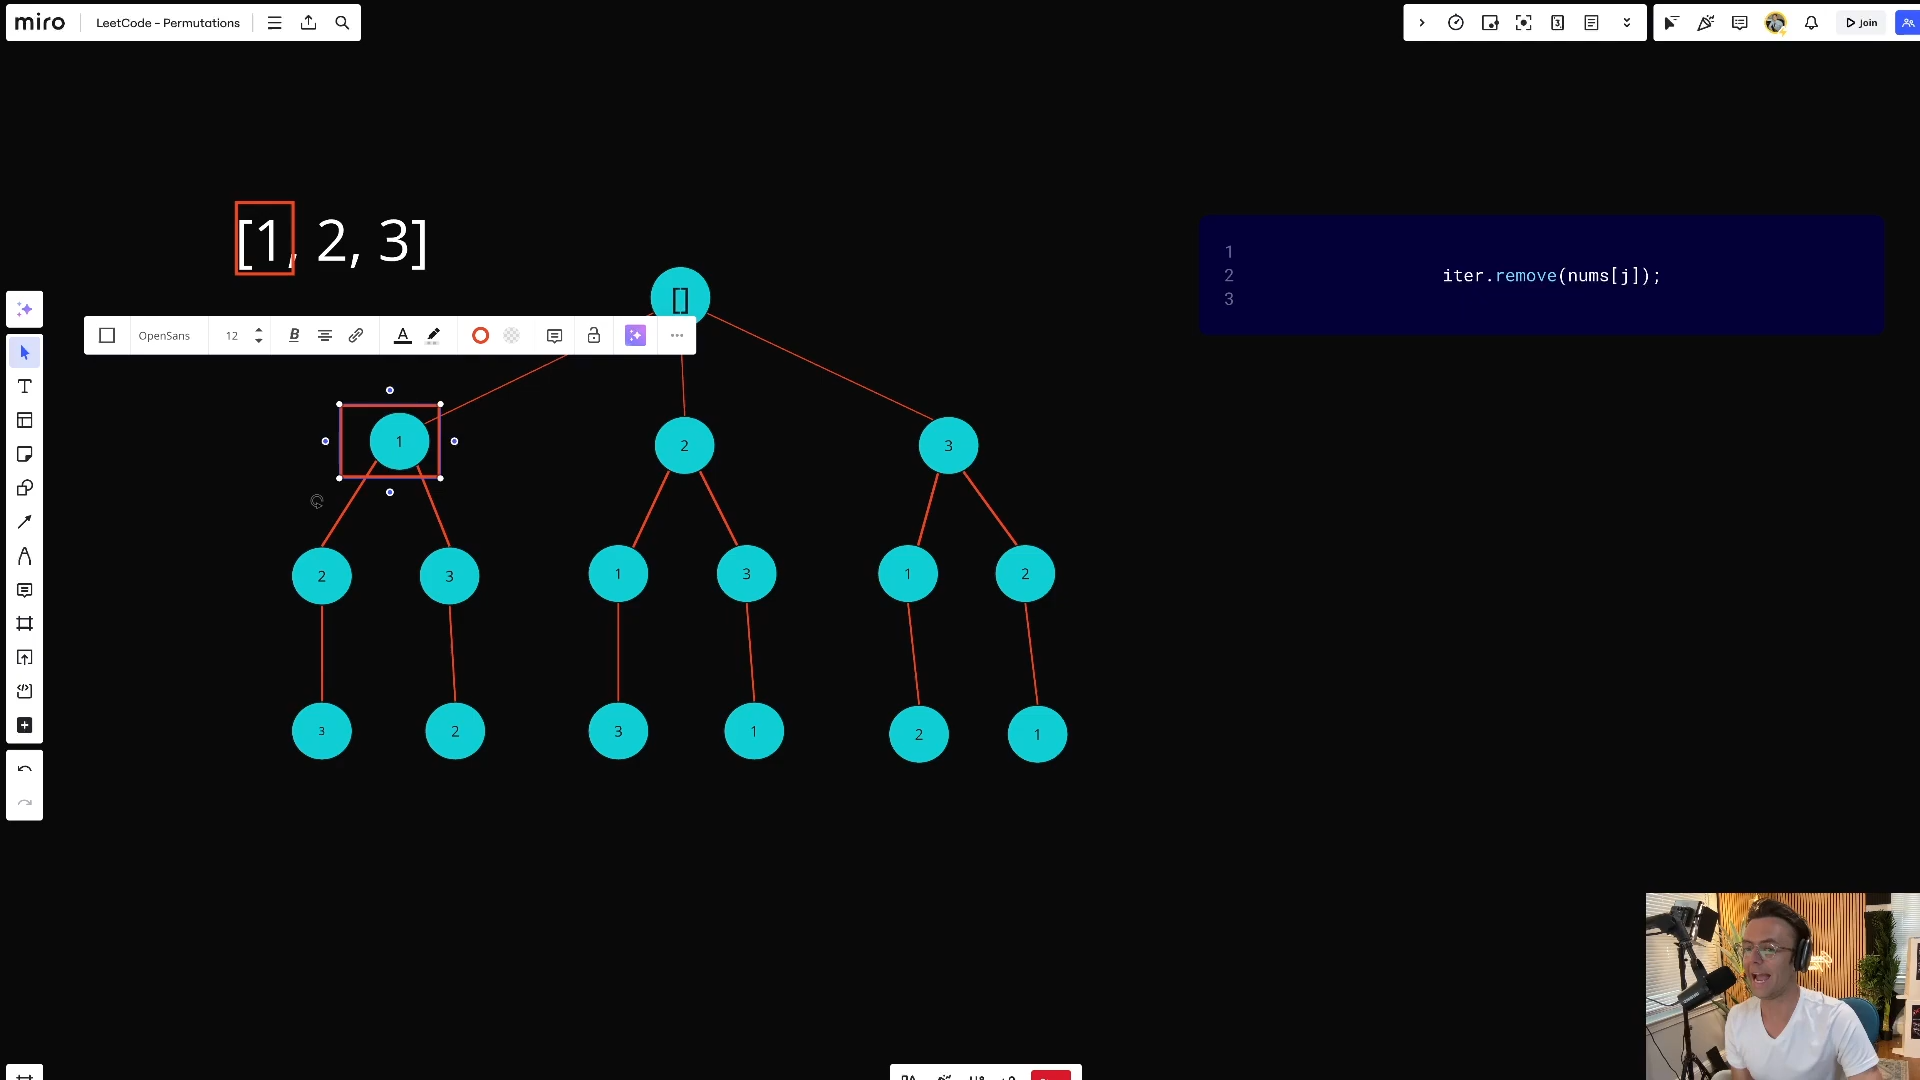 miro
LeetCode - Permutations
3
Join
[1, 2, 3]
[]
OpenSans
12
B
A
1
2
3
2
3
1
3
1
2
3
2
3
1
2
1
1
2
3
iter.remove(nums[j]);